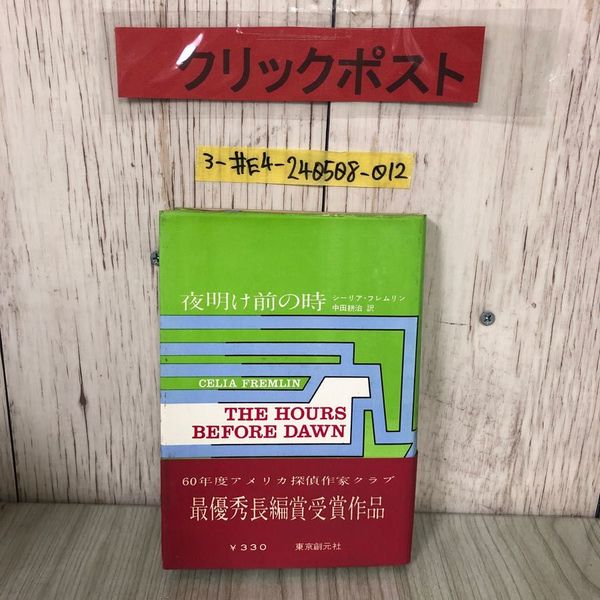 クリックポスト
3-#E4-240508-012
夜明け前の時
シーリア・フレムリン
中田耕治 訳
CELIA FREMLIN
THE HOURS
BEFORE DAWN
60年度アメリカ探偵作家クラブ
最優秀長編賞受賞作品
￥330 東京創元社